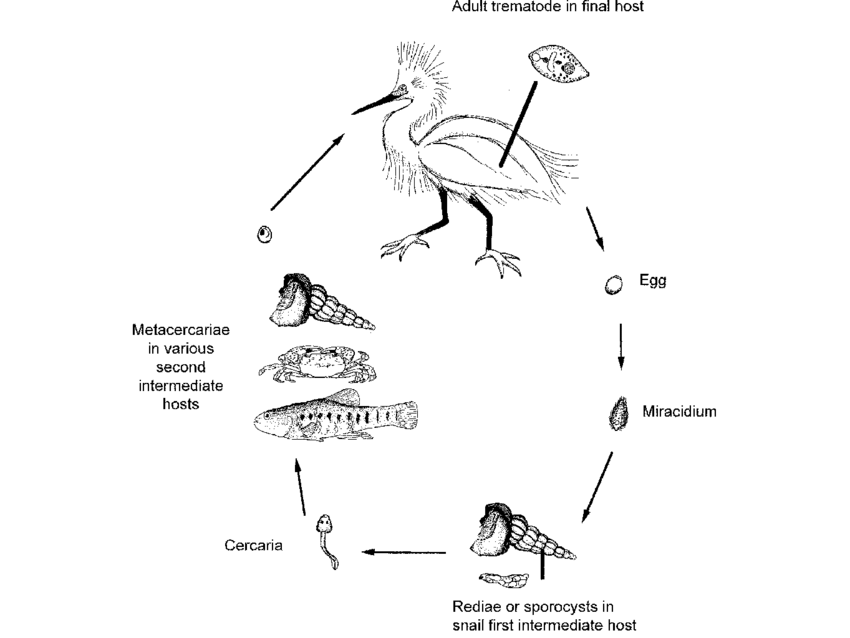 Adult trematode in final host
Egg
Miracidium
Metacercariae
in various
second
intermediate
hosts
Cercaria
Rediae or sporocysts in
snail first intermediate host